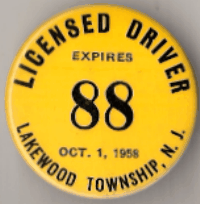 LICENSED DRIVER
EXPIRES
88
OCT. 1, 1958
LAKEWOOD TOWNSHIP, N. J.